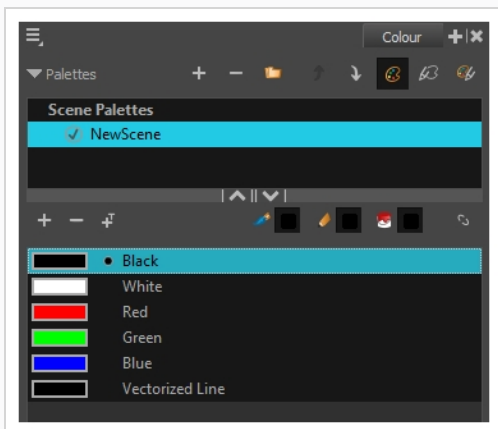 Colour
Palettes
Scene Palettes
NewScene
Black
White
Red
Green
Blue
Vectorized Line